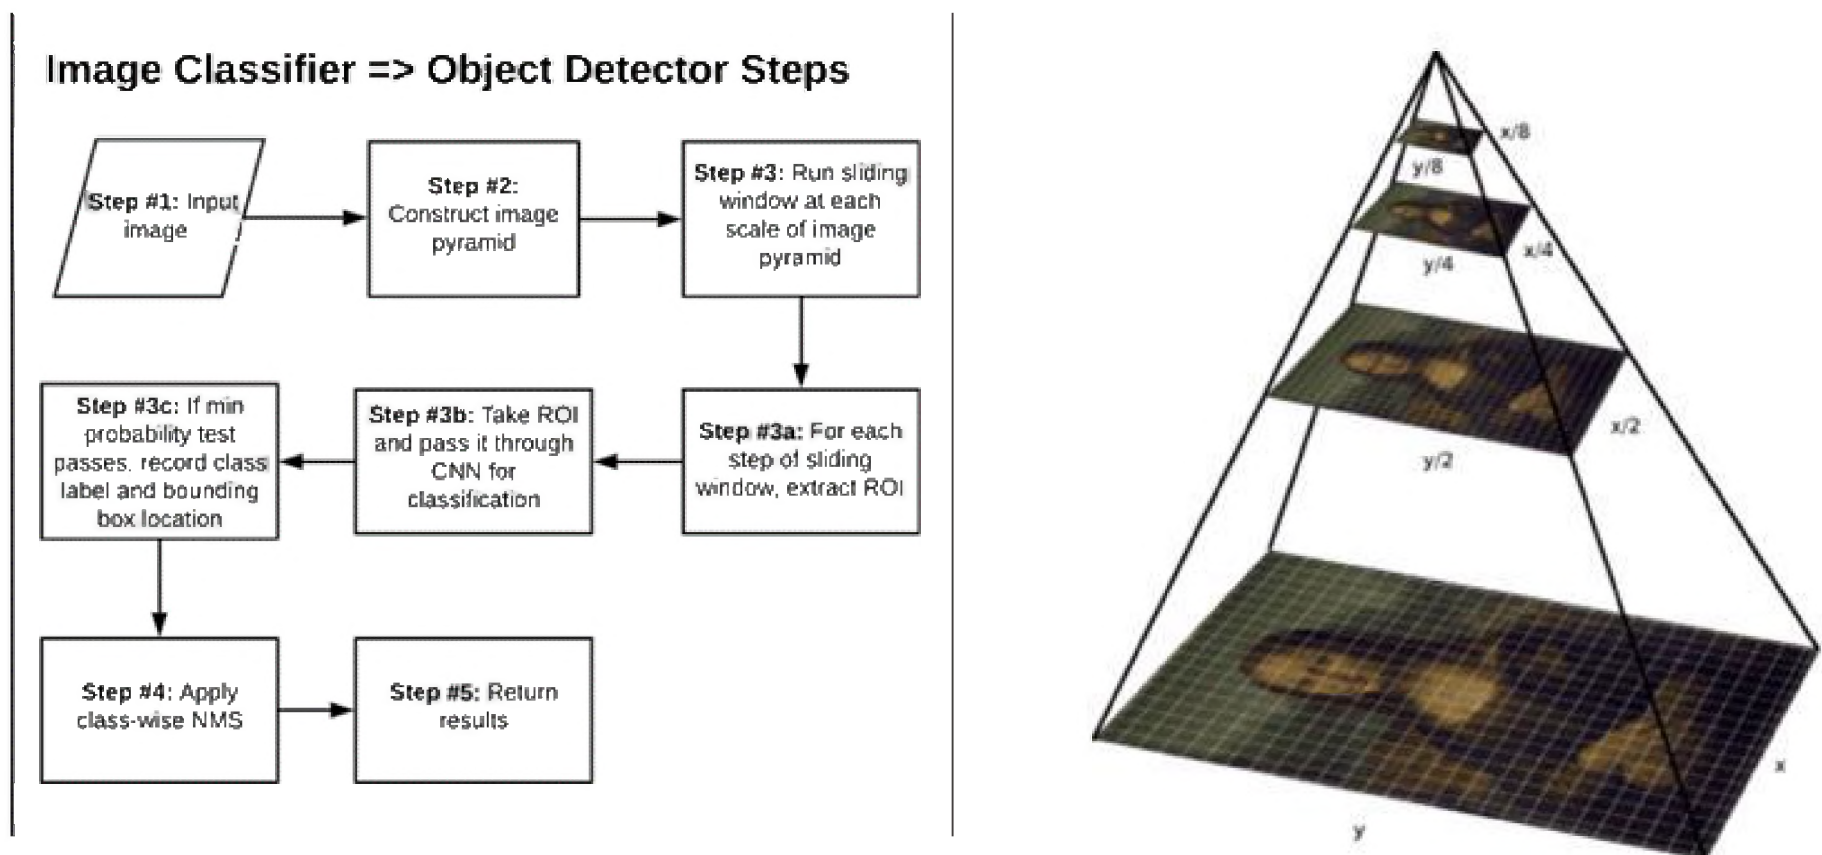 Image Classifier => Object Detector Steps
Step #1: Input
image
Step #2:
Construct image
pyramid
Step #3: Run sliding
window at each
scale of image
pyramid
Step #3a: For each
step of sliding
window, extract ROI
Step #3b: Take ROI
and pass it through
CNN for
classification
Step #3c: If min
probability test
passes, record class
label and bounding
box location
Step #4: Apply
class-wise NMS
Step #5: Return
results
x/8
y/8
x/4
y/4
x/2
y/2
x
y